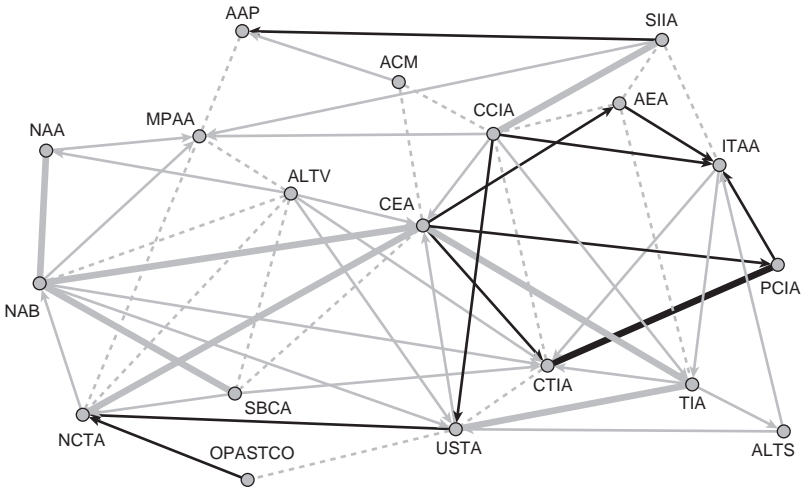 AAP
SIIA
ACM
AEA
CCIA
MPAA
NAA
ITAA
ALTV
CEA
PCIA
NAB
CTIA
TIA
SBCA
NCTA
USTA
ALTS
OPASTCO